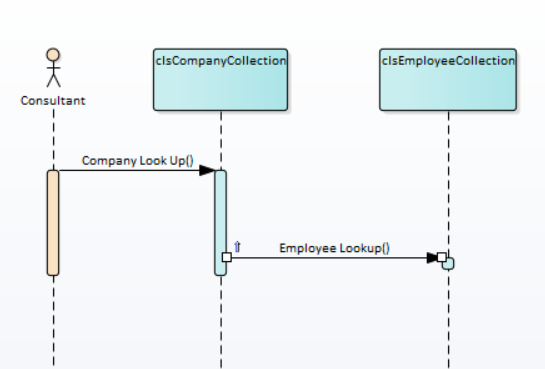 clsCompanyCollection
clsEmployeeCollection
Consultant
Company Look Up()
Employee Lookup()